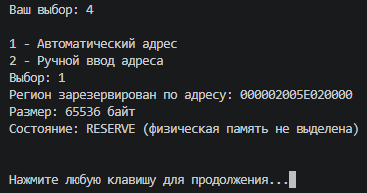 Ваш выбор: 4
1 - Автоматический адрес
2 - Ручной ввод адреса
Выбор: 1
Регион зарезервирован по адресу: 000002005E020000
Размер: 65536 байт
Состояние: RESERVE (физическая память не выделена)
Нажмите любую клавишу для продолжения...